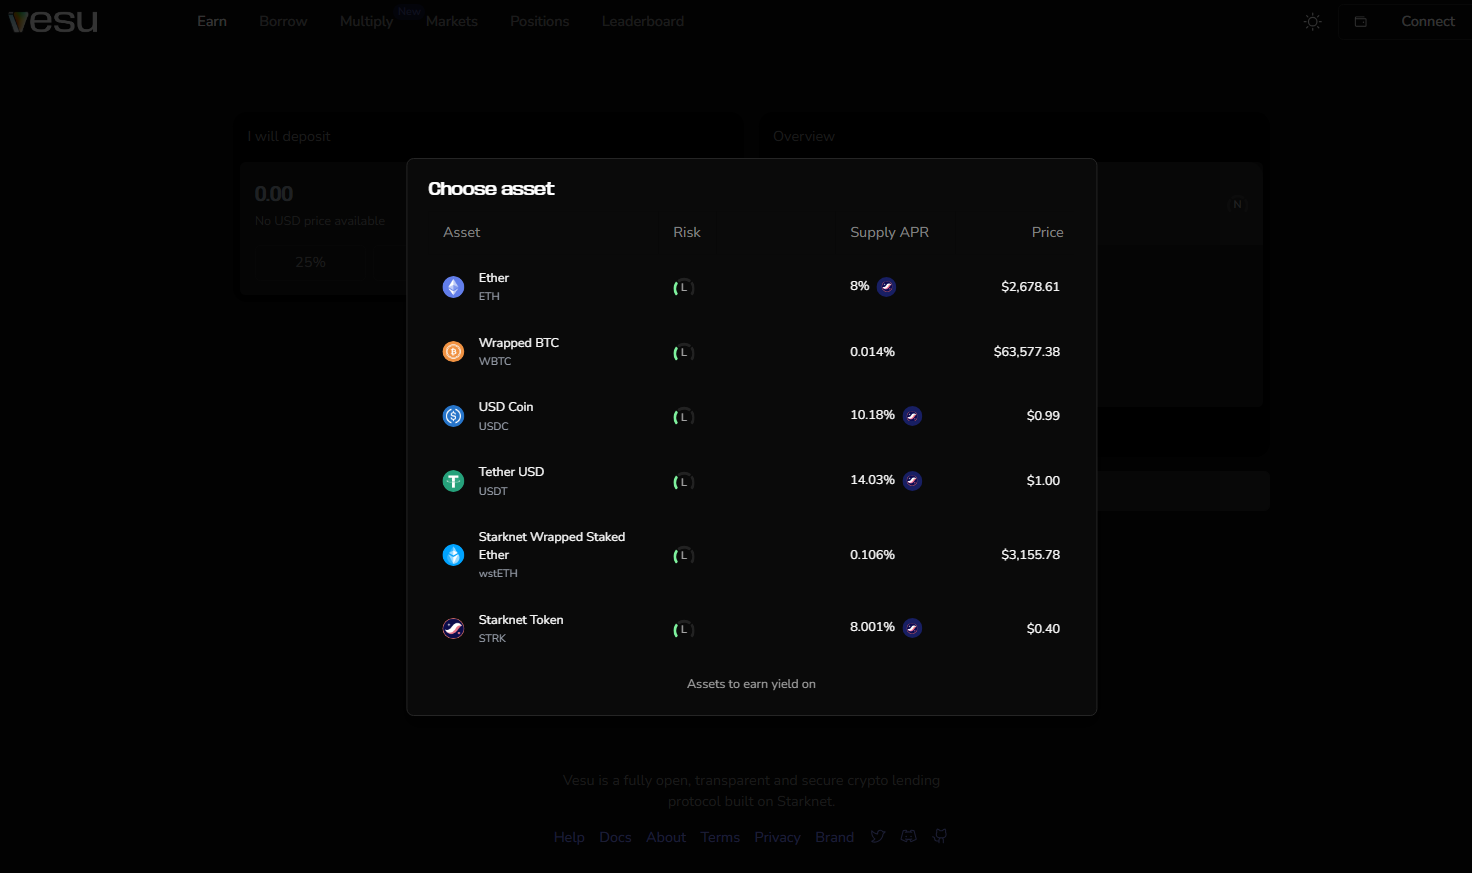 vesu
Earn Borrow Multiply New Markets Positions Leaderboard Connect
I will deposit
Overview
0.00
No USD price available
25%
N
Choose asset
Asset Risk Supply APR Price
Ether
ETH
L
8%
$2,678.61
Wrapped BTC
WBTC
L
0.014%
$63,577.38
USD Coin
USDC
L
10.18%
$0.99
Tether USD
USDT
L
14.03%
$1.00
Starknet Wrapped Staked
Ether
wstETH
L
0.106%
$3,155.78
Starknet Token
STRK
L
8.001%
$0.40
Assets to earn yield on
Vesu is a fully open, transparent and secure crypto lending
protocol built on Starknet.
Help Docs About Terms Privacy Brand